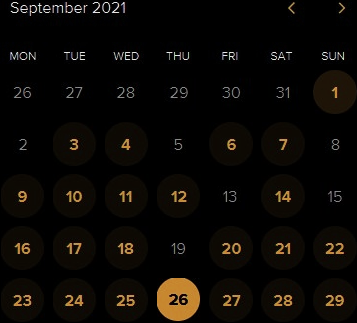 September 2021
MON TUE WED THU FRI SAT SUN
26 27 28 29 30 31 1
2 3 4 5 6 7 8
9 10 11 12 13 14 15
16 17 18 19 20 21 22
23 24 25 26 27 28 29